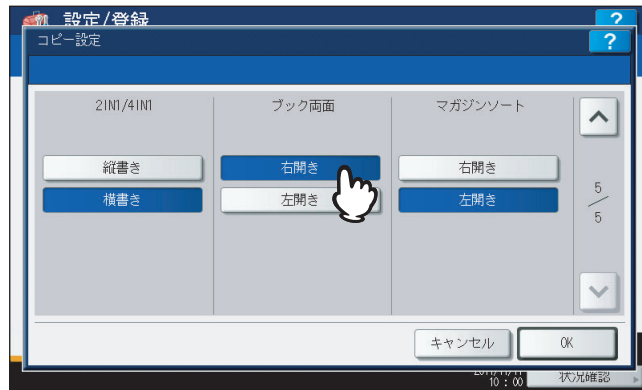 設定/登録
?
コピー設定
?
2IN1/4IN1
ブック両面
マガジンソート
縦書き
右開き
右開き
横書き
左開き
左開き
5
5
キャンセル
OK
10:00
状況確認